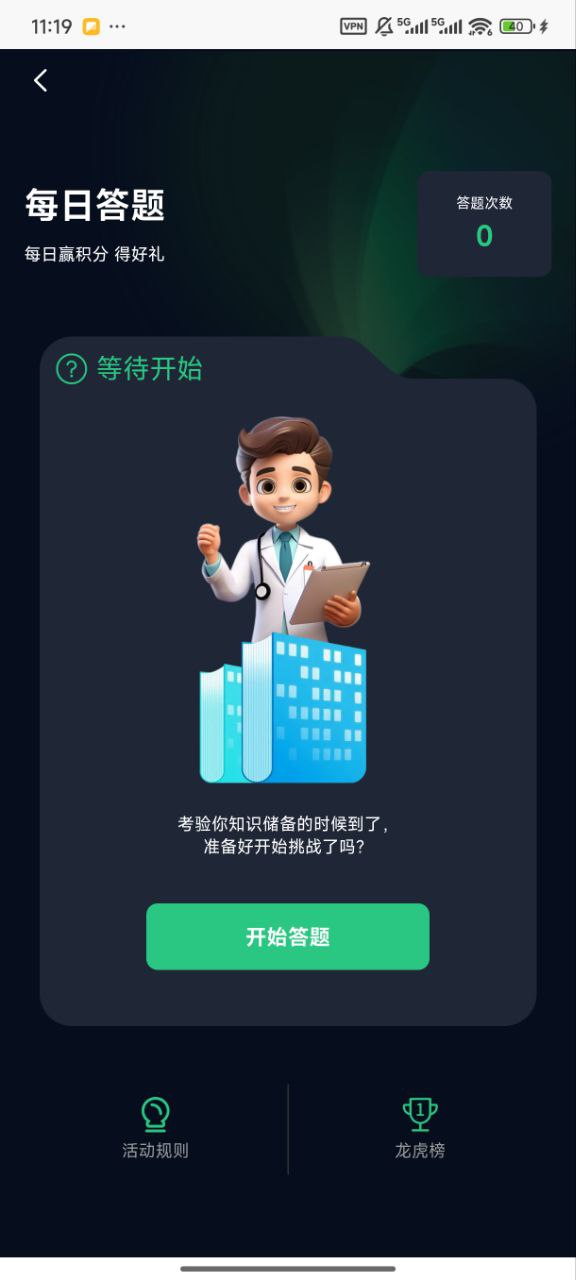 11:19
VPN 5G 5G 6 40
每日答题
每日赢积分 得好礼
答题次数
0
? 等待开始
考验你知识储备的时候到了，
准备好开始挑战了吗？
开始答题
活动规则
1
龙虎榜